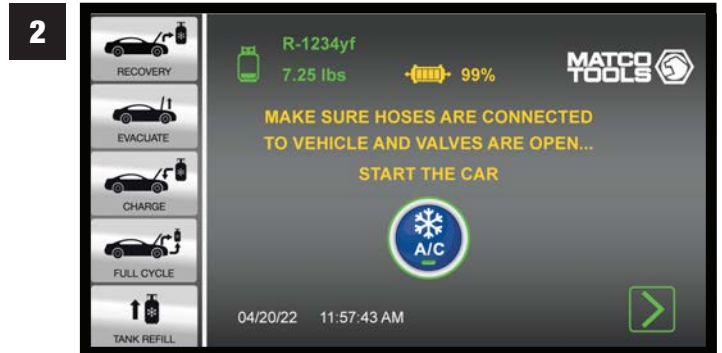 2
RECOVERY
EVACUATE
CHARGE
FULL CYCLE
TANK REFILL
R-1234yf
7.25 lbs
99%
MATCO
TOOLS
MAKE SURE HOSES ARE CONNECTED
TO VEHICLE AND VALVES ARE OPEN...
START THE CAR
A/C
04/20/22 11:57:43 AM